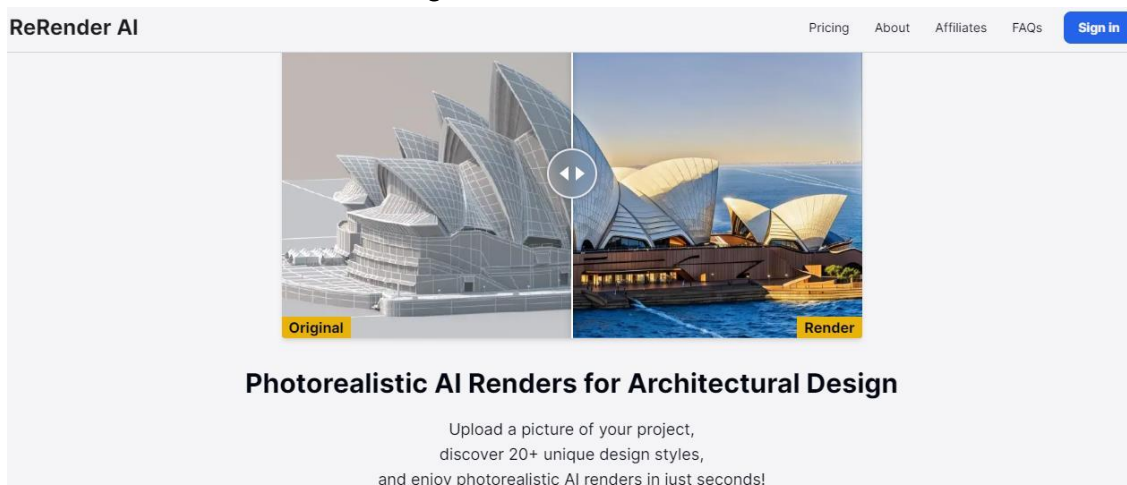 ReRender AI
Pricing About Affiliates FAQs Sign in
Original Render
Photorealistic AI Renders for Architectural Design
Upload a picture of your project,
discover 20+ unique design styles,
and enjoy photorealistic AI renders in just seconds!